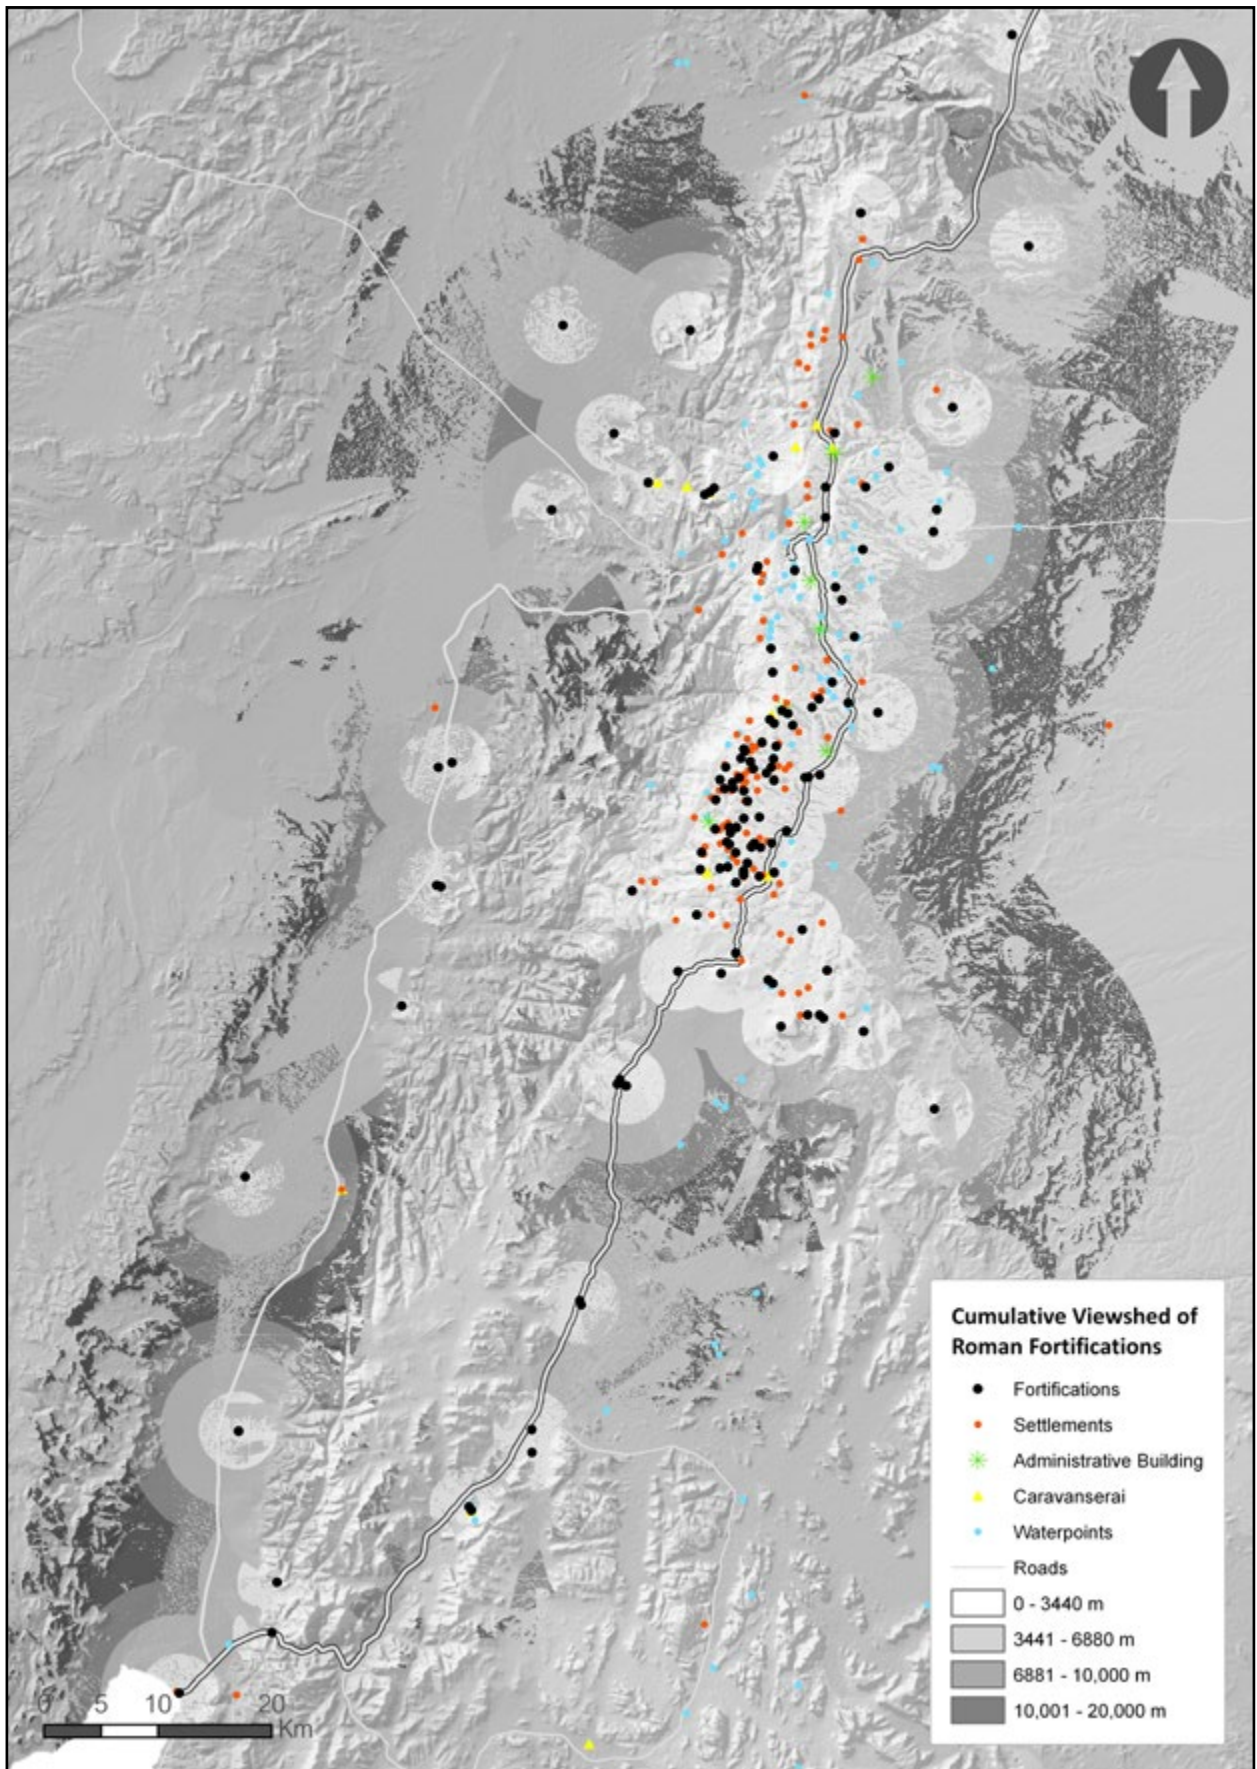 Cumulative Viewshed of
Roman Fortifications
Fortifications
Settlements
Administrative Building
Caravanserai
Waterpoints
Roads
0 - 3440 m
3441 - 6880 m
6881 - 10,000 m
10,001 - 20,000 m
0 5 10 20
Km